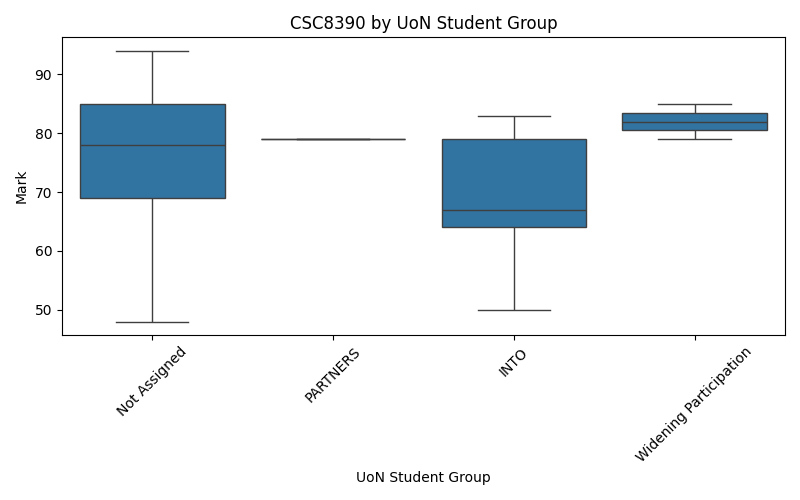 CSC8390 by UoN Student Group
Mark
90
80
70
60
50
Not Assigned
PARTNERS
INTO
Widening Participation
UoN Student Group